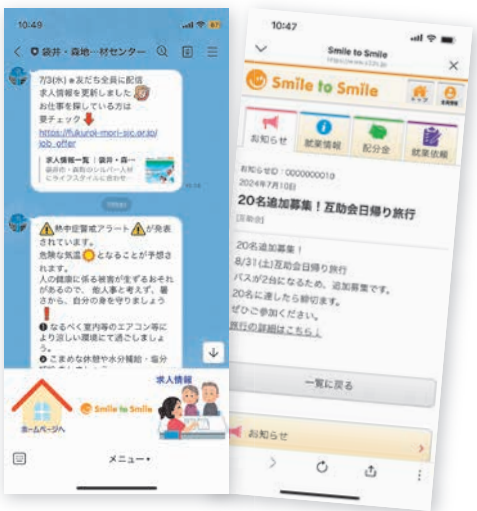 10:49
袋井・森地…材センター
7/3(水) ※友だち全員に配信
求人情報を更新しました
お仕事を探している方は
要チェック
https://fukuroi-mori-sjc.or.jp/
job_offer
求人情報一覧 | 袋井・森…
袋井市・森町のシルバー人材
にライフスタイルに合わせ…
熱中症警戒アラート が発表
されています。
危険な気温 となることが予想さ
れます。
人の健康に係る被害が生ずるおそれ
があるので、他人事と考えず、暑
さから、自分の身を守りましょう
❶ なるべく室内等のエアコン等に
より涼しい環境にて過ごしましょ
う。
❷ こまめな休憩や水分補給・塩分
ホームページへ
Smile to Smile
求人情報
メニュー・
10:47
Smile to Smile
Smile to Smile
トップ
会員情報
お知らせ
就業情報
配分金
就業依頼
お知らせID：0000000010
2024年7月10日
20名追加募集！互助会日帰り旅行
[互助会]
20名追加募集！
8/31(土)互助会日帰り旅行
バスが2台になるため、追加募集です。
20名に達したら締切ます。
ぜひご参加ください。
旅行の詳細はこちら↓
一覧に戻る
お知らせ